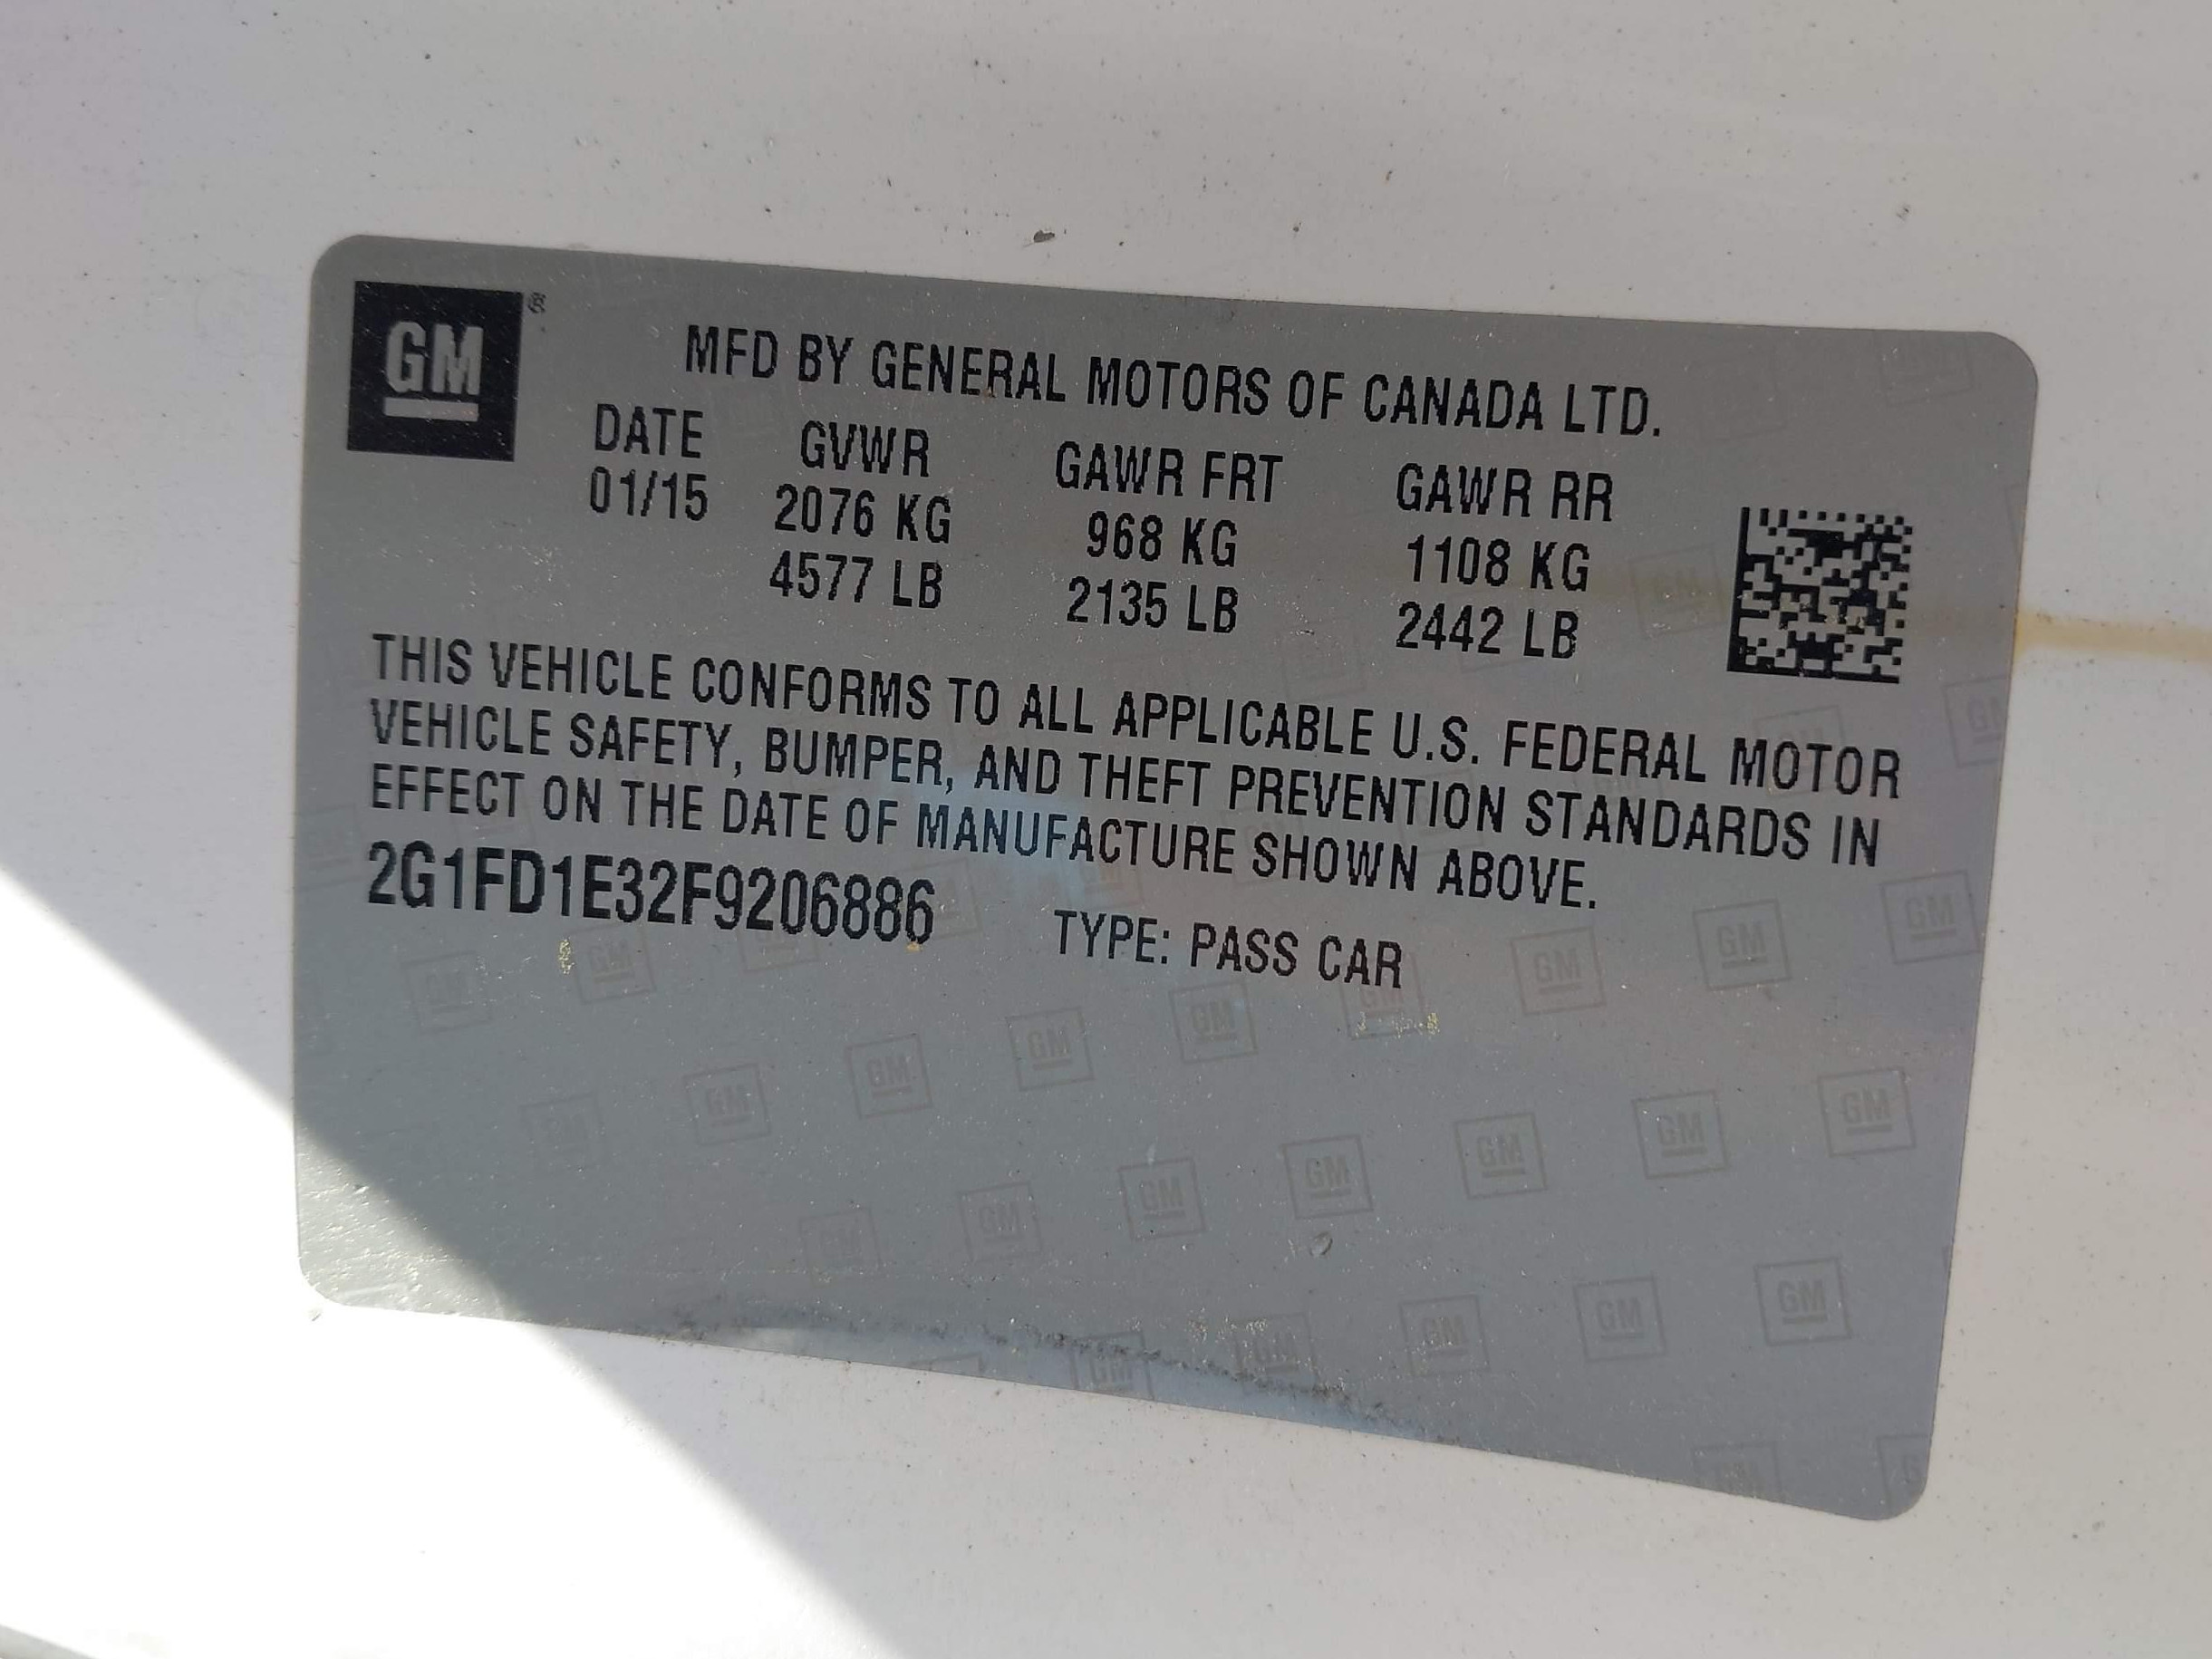 GM ®
MFD BY GENERAL MOTORS OF CANADA LTD.
DATE GVWR GAWR FRT GAWR RR
01/15 2076 KG 968 KG 1108 KG
4577 LB 2135 LB 2442 LB
THIS VEHICLE CONFORMS TO ALL APPLICABLE U.S. FEDERAL MOTOR
VEHICLE SAFETY, BUMPER, AND THEFT PREVENTION STANDARDS IN
EFFECT ON THE DATE OF MANUFACTURE SHOWN ABOVE.
2G1FD1E32F9206886 TYPE: PASS CAR